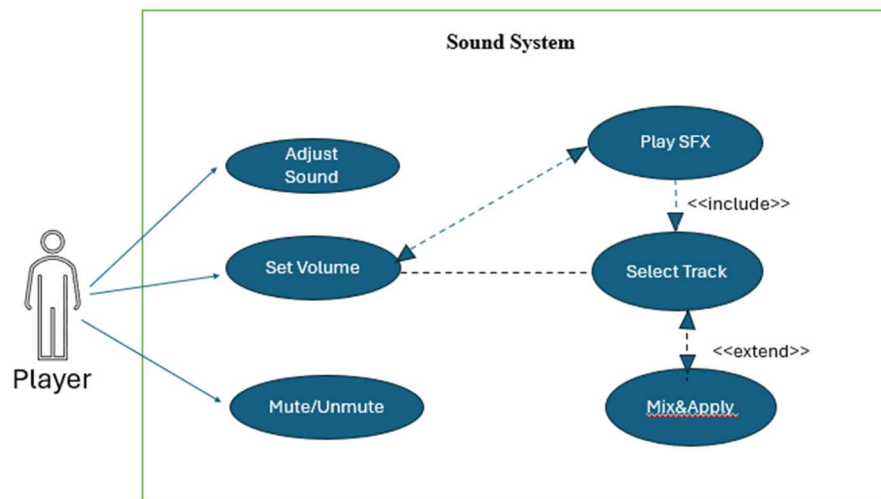 Sound System
Adjust
Sound
Play SFX
<<include>>
Set Volume
Select Track
<<extend>>
Player
Mute/Unmute
Mix&Apply